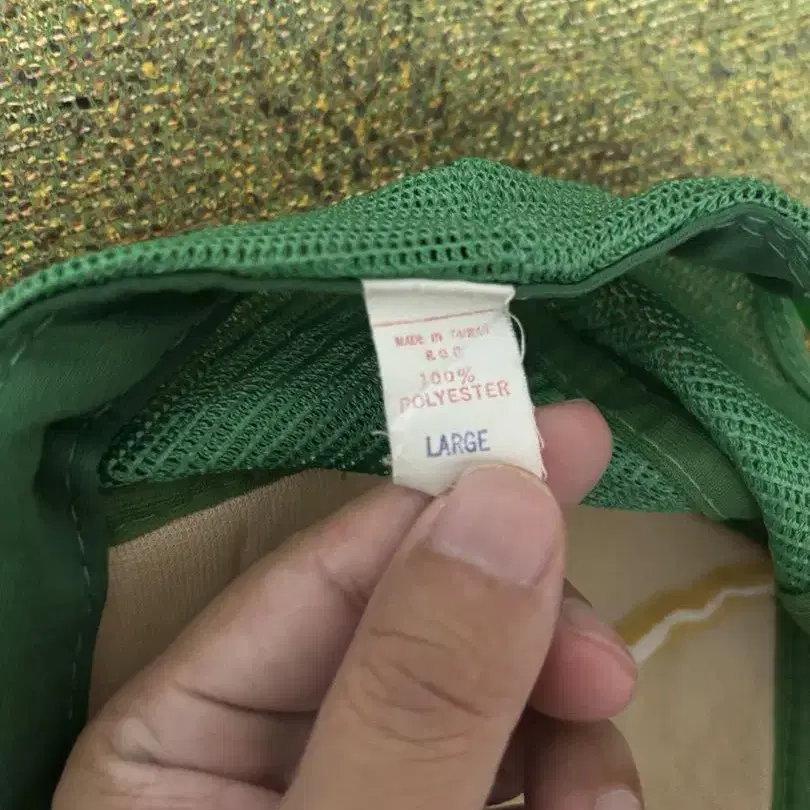 MADE IN TAIWAN
R.O.C
100%
POLYESTER
LARGE